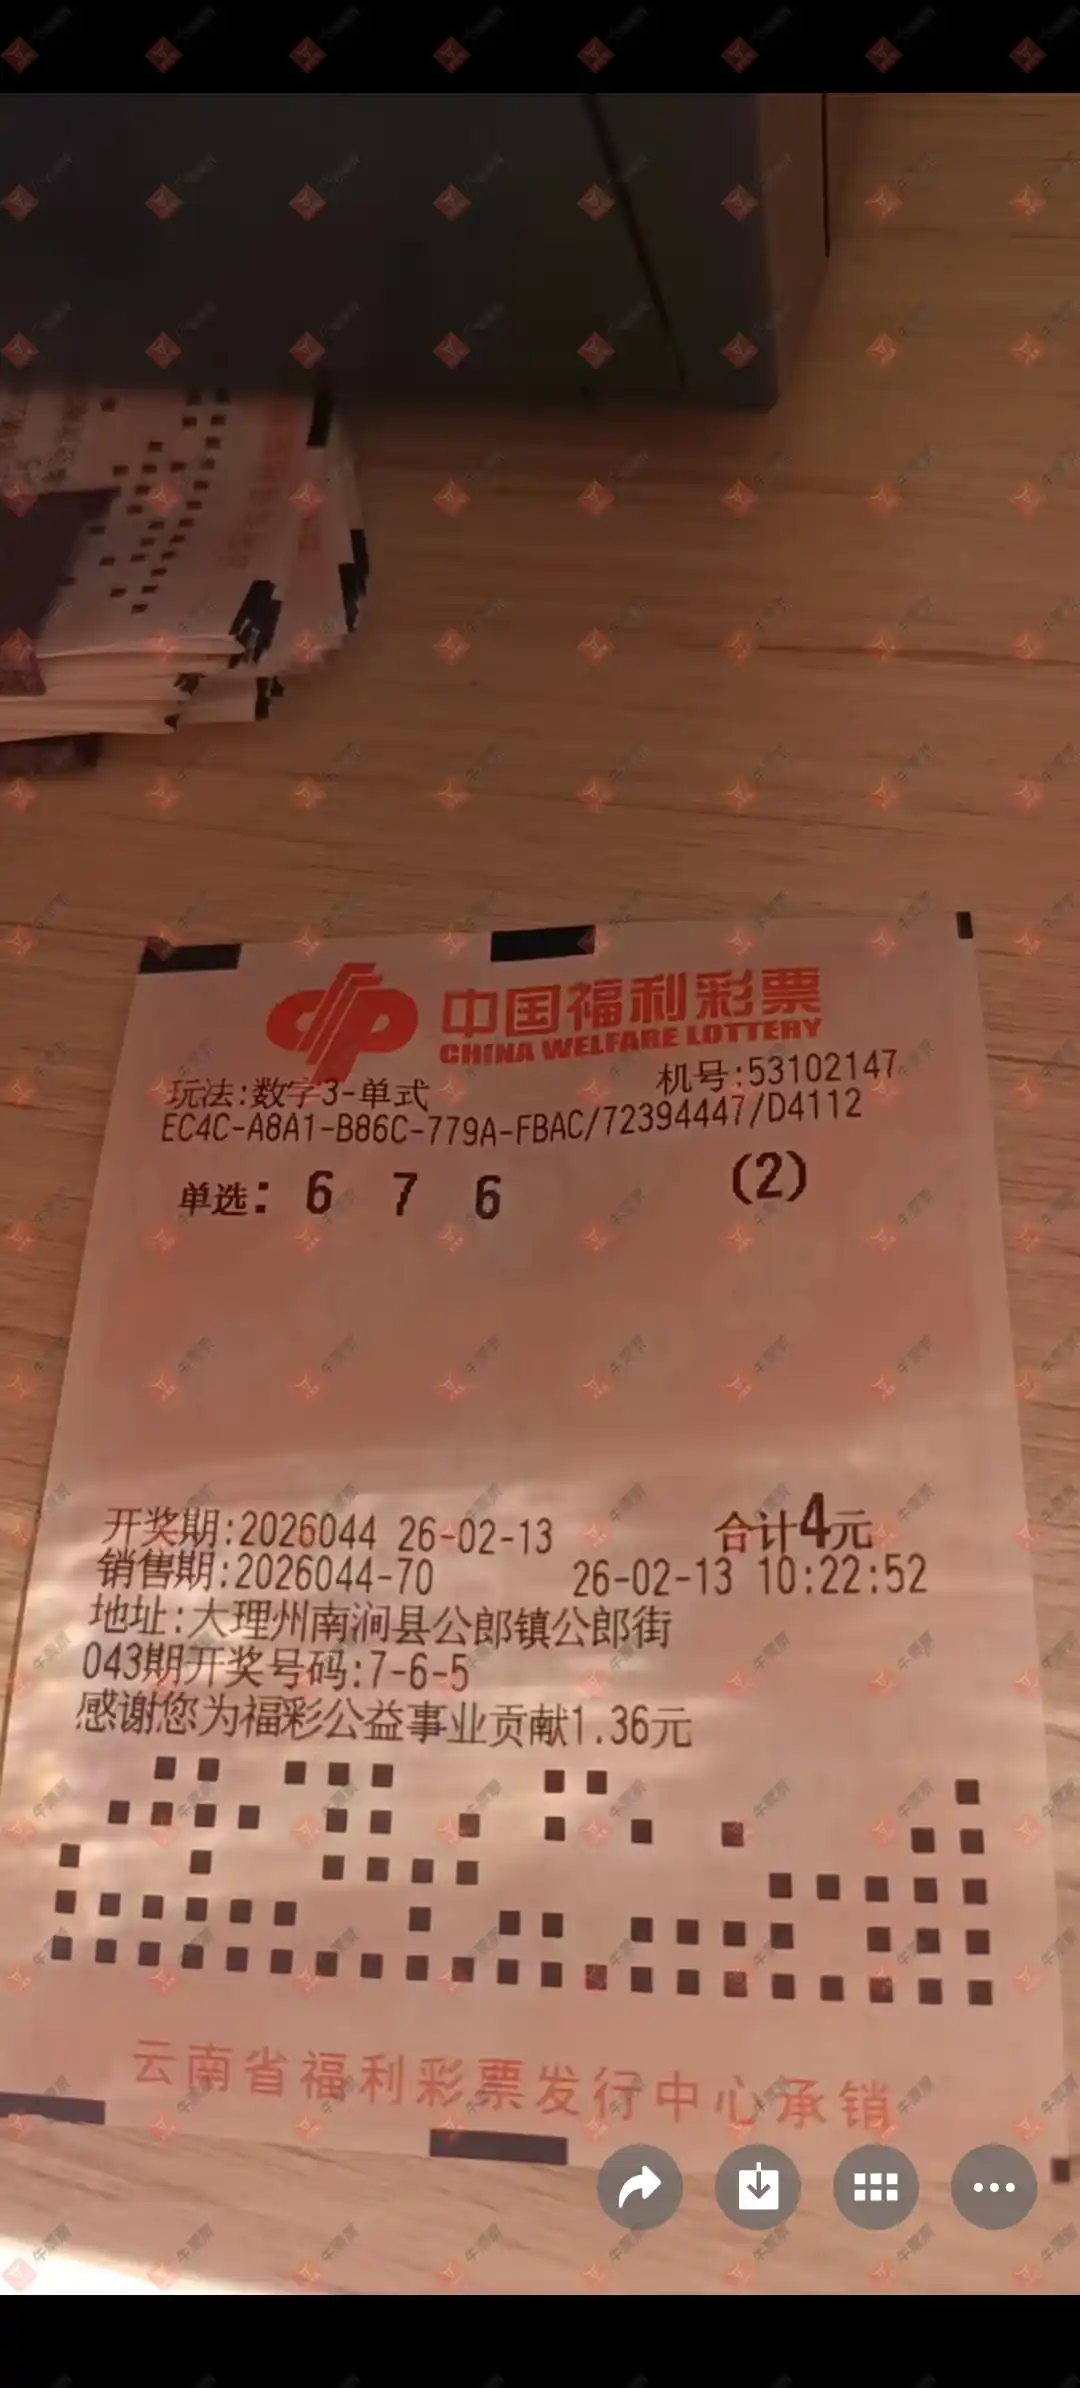 中国福利彩票
CHINA WELFARE LOTTERY
玩法:数字3-单式 机号:53102147
EC4C-A8A1-B86C-779A-FBAC/72394447/D4112
单选: 6 7 6 (2)
开奖期:2026044 26-02-13 合计4元
销售期:2026044-70 26-02-13 10:22:52
地址:大理州南涧县公郎镇公郎街
043期开奖号码:7-6-5
感谢您为福彩公益事业贡献1.36元
云南省福利彩票发行中心承销